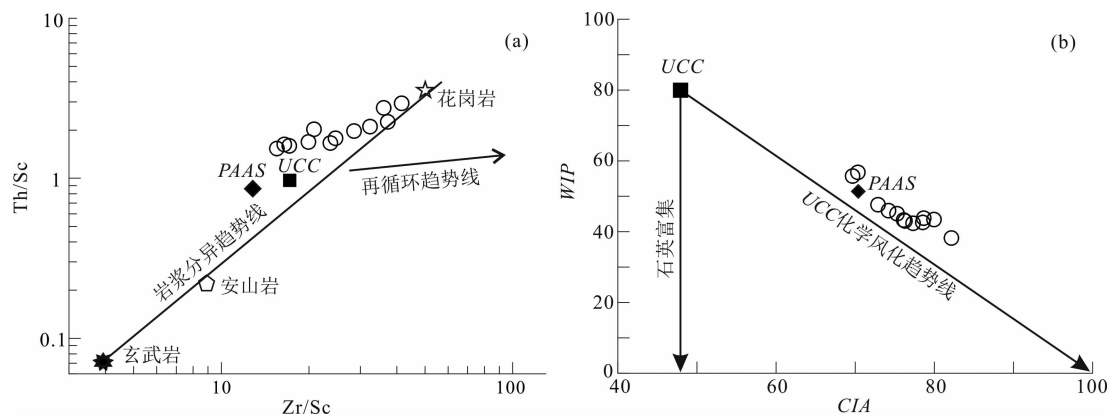 (a)
10
1
0.1
Th/Sc
10
100
Zr/Sc
花岗岩
PAAS
UCC
再循环趋势线
岩浆分异趋势线
安山岩
玄武岩
(b)
100
80
60
40
20
0
WIP
40
60
80
100
CIA
UCC
PAAS
石英富集
UCC化学风化趋势线